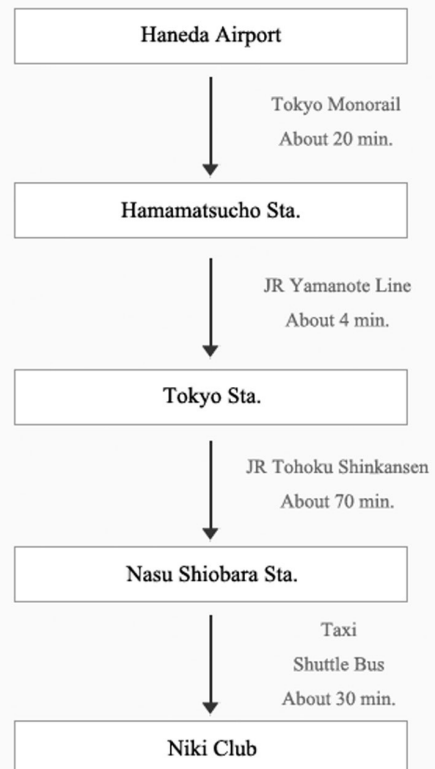 Haneda Airport
Tokyo Monorail
About 20 min.
Hamamatsucho Sta.
JR Yamanote Line
About 4 min.
Tokyo Sta.
JR Tohoku Shinkansen
About 70 min.
Nasu Shiobara Sta.
Taxi
Shuttle Bus
About 30 min.
Niki Club